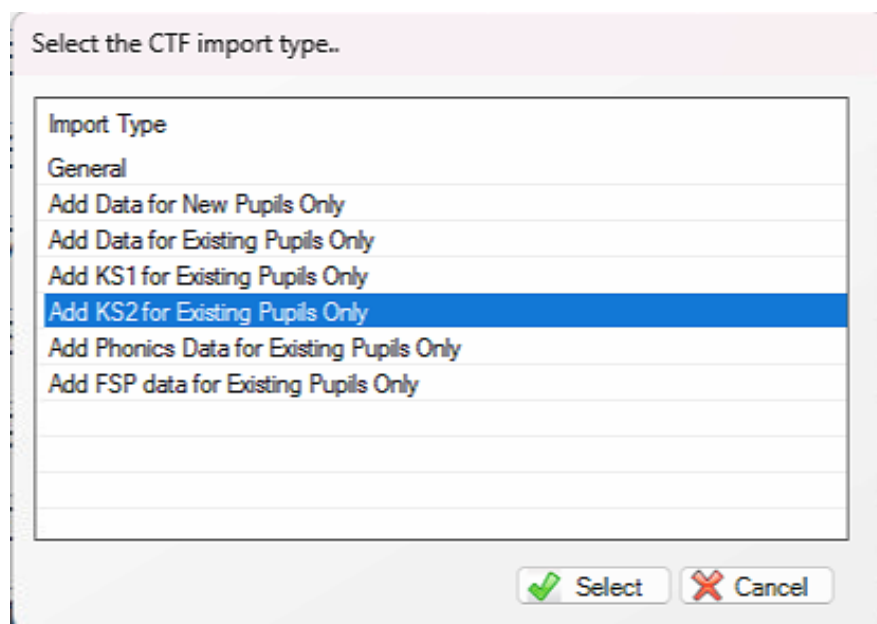 Select the CTF import type..
Import Type
General
Add Data for New Pupils Only
Add Data for Existing Pupils Only
Add KS1 for Existing Pupils Only
Add KS2 for Existing Pupils Only
Add Phonics Data for Existing Pupils Only
Add FSP data for Existing Pupils Only
Select Cancel